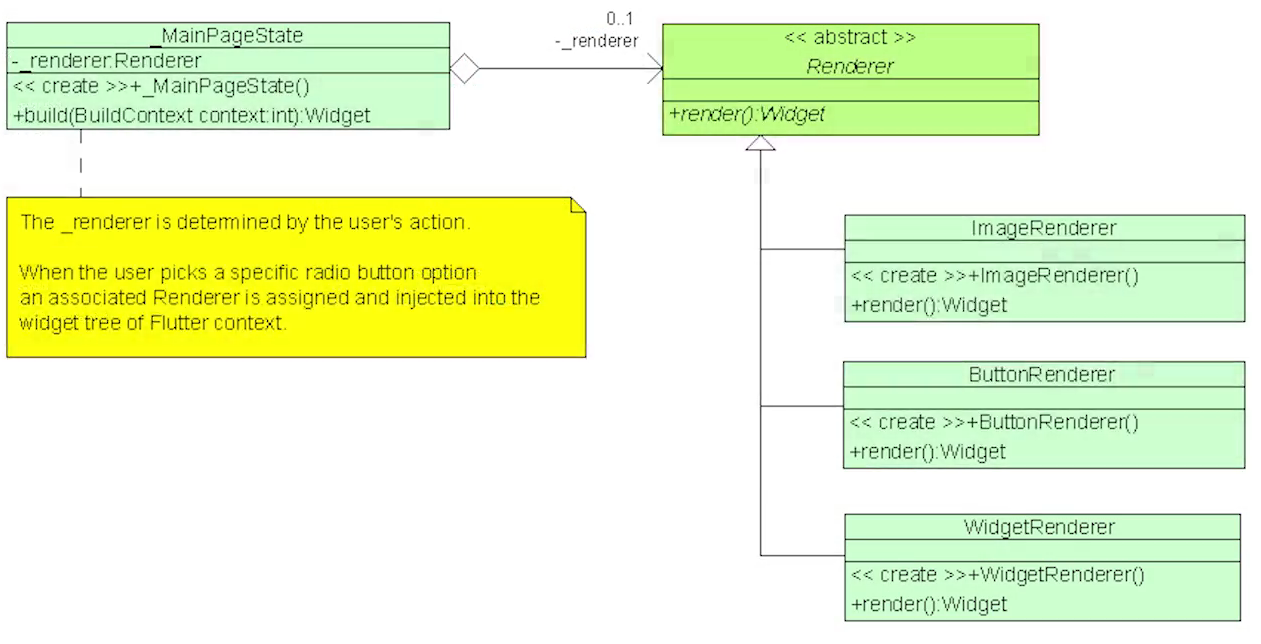 _MainPageState
-_renderer:Renderer
<< create >>+_MainPageState()
+build(BuildContext context:int):Widget
0..1
-_renderer
<< abstract >>
Renderer
+render():Widget
The _renderer is determined by the user's action.
When the user picks a specific radio button option
an associated Renderer is assigned and injected into the
widget tree of Flutter context.
ImageRenderer
<< create >>+ImageRenderer()
+render():Widget
ButtonRenderer
<< create >>+ButtonRenderer()
+render():Widget
WidgetRenderer
<< create >>+WidgetRenderer()
+render():Widget